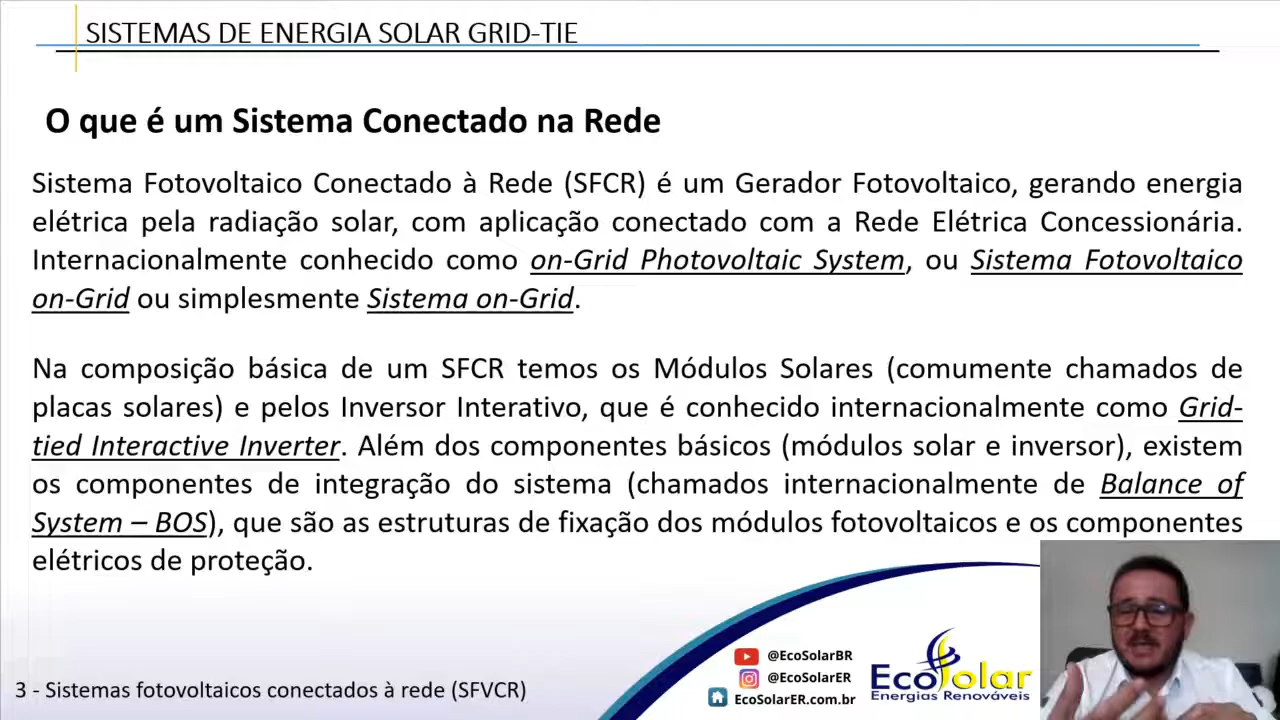 SISTEMAS DE ENERGIA SOLAR GRID-TIE
O que é um Sistema Conectado na Rede
Sistema Fotovoltaico Conectado à Rede (SFCR) é um Gerador Fotovoltaico, gerando energia
elétrica pela radiação solar, com aplicação conectado com a Rede Elétrica Concessionária.
Internacionalmente conhecido como on-Grid Photovoltaic System, ou Sistema Fotovoltaico
on-Grid ou simplesmente Sistema on-Grid.
Na composição básica de um SFCR temos os Módulos Solares (comumente chamados de
placas solares) e pelos Inversor Interativo, que é conhecido internacionalmente como Grid-
tied Interactive Inverter. Além dos componentes básicos (módulos solar e inversor), existem
os componentes de integração do sistema (chamados internacionalmente de Balance of
System – BOS), que são as estruturas de fixação dos módulos fotovoltaicos e os componentes
elétricos de proteção.
@EcoSolarBR
@EcoSolarER
EcoSolarER.com.br
EcoSolar
Energias Renováveis
3 - Sistemas fotovoltaicos conectados à rede (SFVCR)